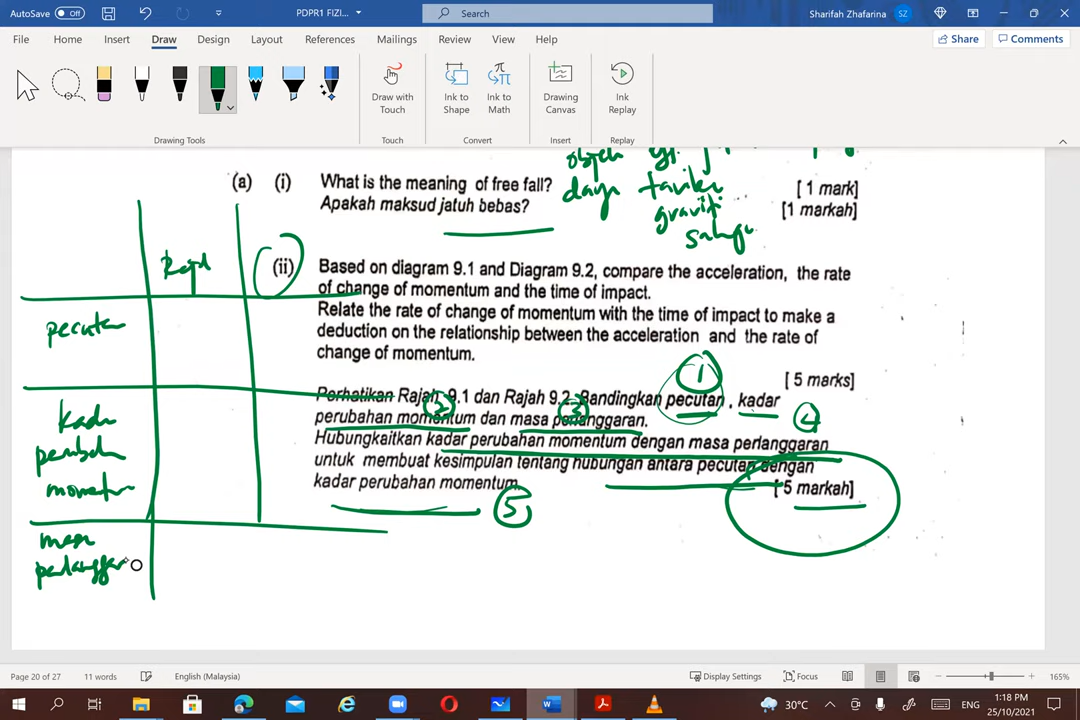 AutoSave Off
PDPR1 FIZI...
Search
Sharifah Zhafarina
SZ
File Home Insert Draw Design Layout References Mailings Review View Help
Share Comments
Draw with Touch
Ink to Shape
Ink to Math
Drawing Canvas
Ink Replay
Drawing Tools Touch Convert Insert Replay
daya tarikan
graviti
sahaja
(a) (i) What is the meaning of free fall? [ 1 mark]
Apakah maksud jatuh bebas? [1 markah]
(ii) Based on diagram 9.1 and Diagram 9.2, compare the acceleration, the rate
of change of momentum and the time of impact.
Relate the rate of change of momentum with the time of impact to make a
deduction on the relationship between the acceleration and the rate of
change of momentum.
[ 5 marks]
Perhatikan Rajah 9.1 dan Rajah 9.2. Bandingkan pecutan , kadar
perubahan momentum dan masa perlanggaran.
Hubungkaitkan kadar perubahan momentum dengan masa perlanggaran
untuk membuat kesimpulan tentang hubungan antara pecutan dengan
kadar perubahan momentum.
[ 5 markah]
1
2
3
4
5
pecutan
kadar
momentum
Page 20 of 27 11 words English (Malaysia) Display Settings Focus 165%
30°C ENG 1:18 PM
25/10/2021